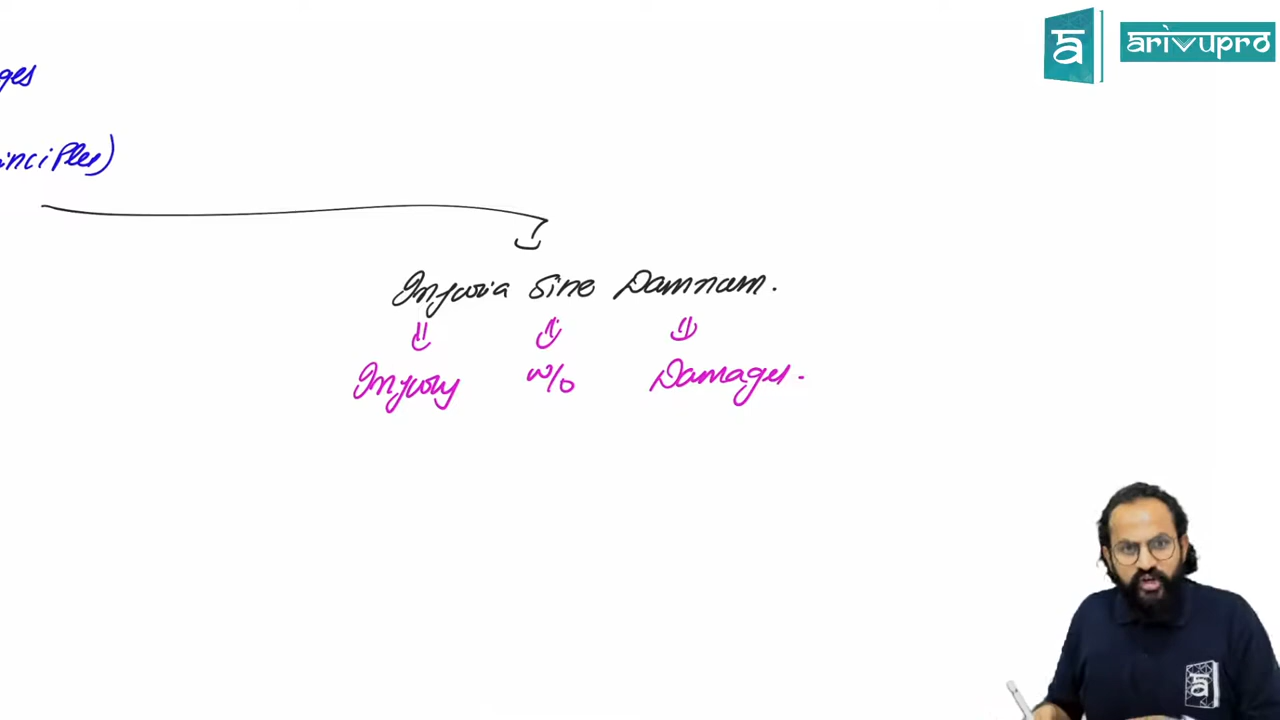 ges
inciples)
arivupro
Injuria Sine Damnam.
Injury w/o Damages.